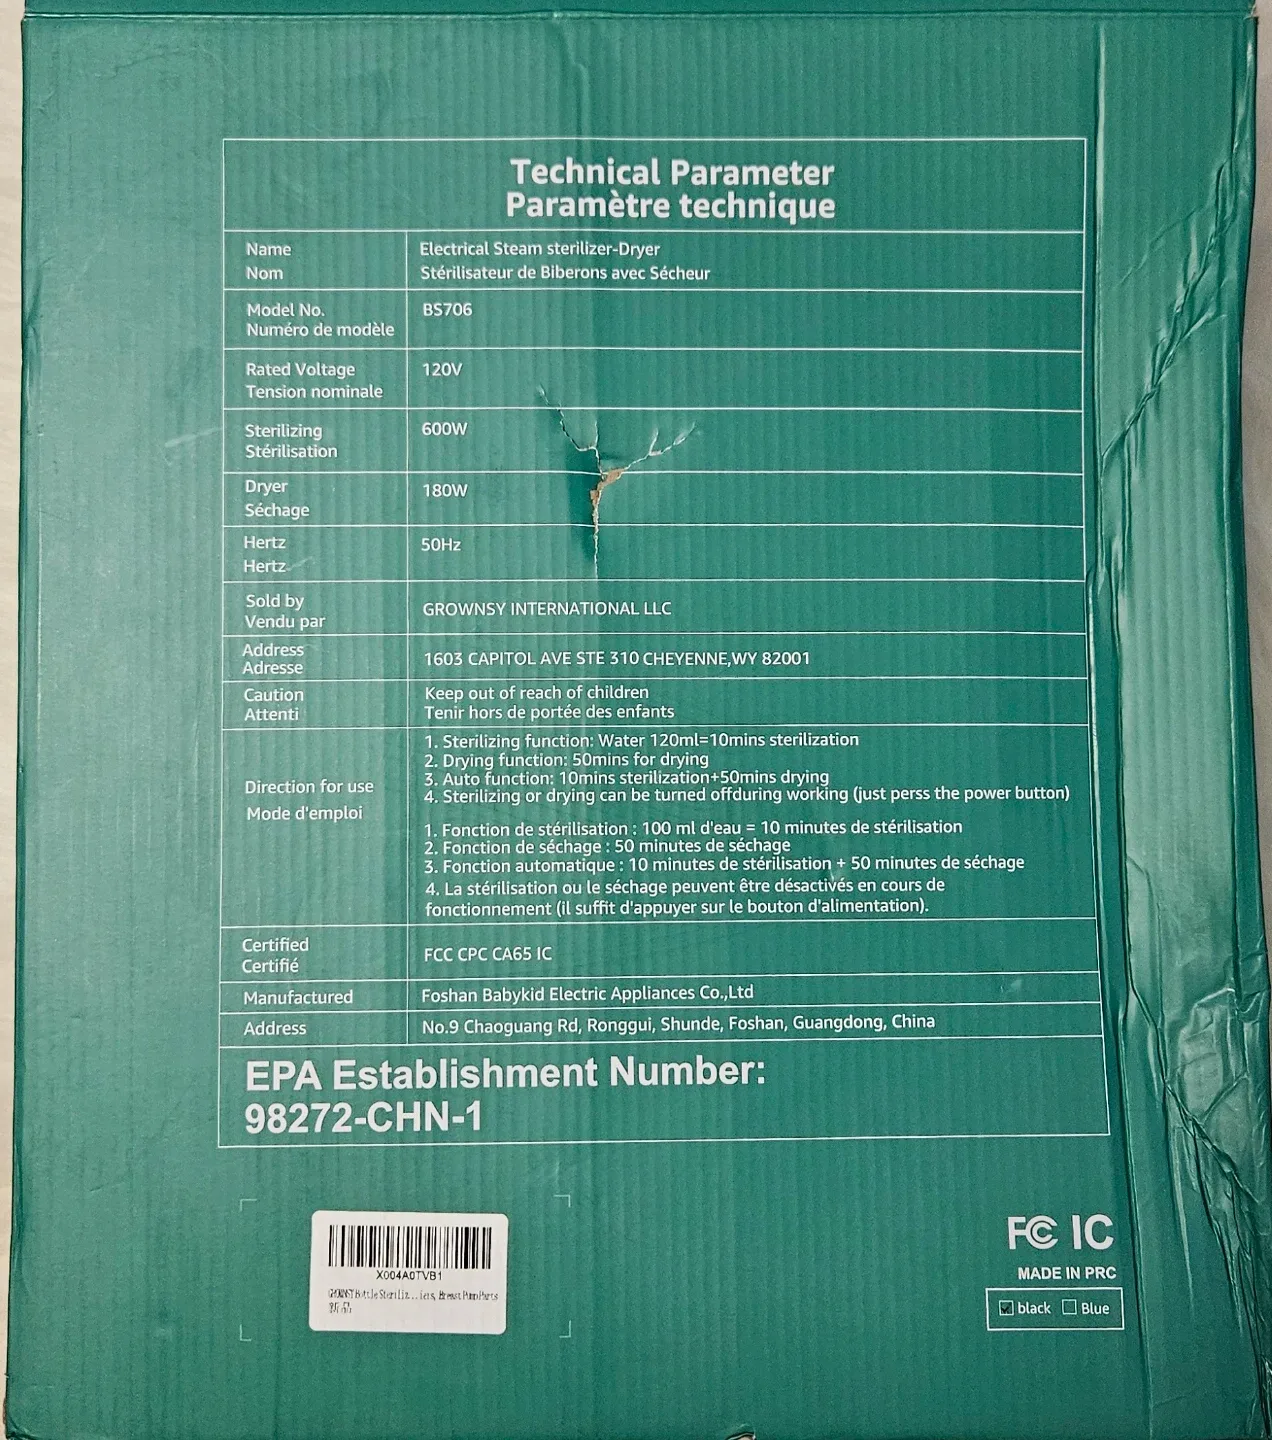 Technical Parameter
Paramètre technique
Name
Nom
Electrical Steam sterilizer-Dryer
Stérilisateur de Biberons avec Sécheur
Model No.
Numéro de modèle
BS706
Rated Voltage
Tension nominale
120V
Sterilizing
Stérilisation
600W
Dryer
Séchage
180W
Hertz
Hertz
50Hz
Sold by
Vendu par
GROWNSY INTERNATIONAL LLC
Address
Adresse
1603 CAPITOL AVE STE 310 CHEYENNE,WY 82001
Caution
Attenti
Keep out of reach of children
Tenir hors de portée des enfants
Direction for use
Mode d'emploi
1. Sterilizing function: Water 120ml=10mins sterilization
2. Drying function: 50mins for drying
3. Auto function: 10mins sterilization+50mins drying
4. Sterilizing or drying can be turned offduring working (just perss the power button)
1. Fonction de stérilisation : 100 ml d'eau = 10 minutes de stérilisation
2. Fonction de séchage : 50 minutes de séchage
3. Fonction automatique : 10 minutes de stérilisation + 50 minutes de séchage
4. La stérilisation ou le séchage peuvent être désactivés en cours de
fonctionnement (il suffit d'appuyer sur le bouton d'alimentation).
Certified
Certifié
FCC CPC CA65 IC
Manufactured
Foshan Babykid Electric Appliances Co.,Ltd
Address
No.9 Chaoguang Rd, Ronggui, Shunde, Foshan, Guangdong, China
EPA Establishment Number:
98272-CHN-1
X004A0TVB1
Bottle Steriliz... iers, Breast Pump Parts
新品
FC IC
MADE IN PRC
black Blue